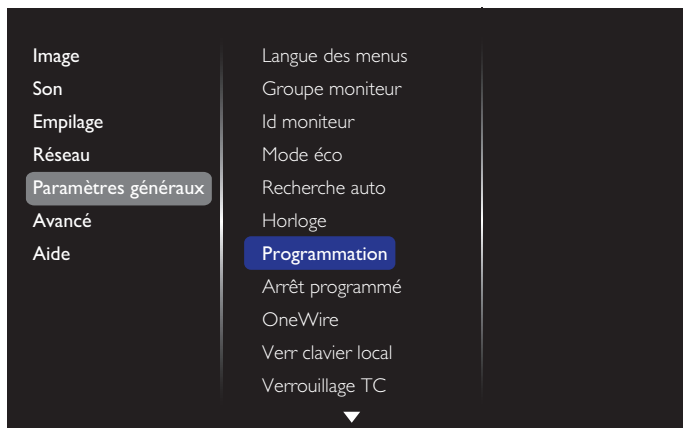 Image
Son
Empilage
Réseau
Paramètres généraux
Avancé
Aide
Langue des menus
Groupe moniteur
Id moniteur
Mode éco
Recherche auto
Horloge
Programmation
Arrêt programmé
OneWire
Verr clavier local
Verrouillage TC